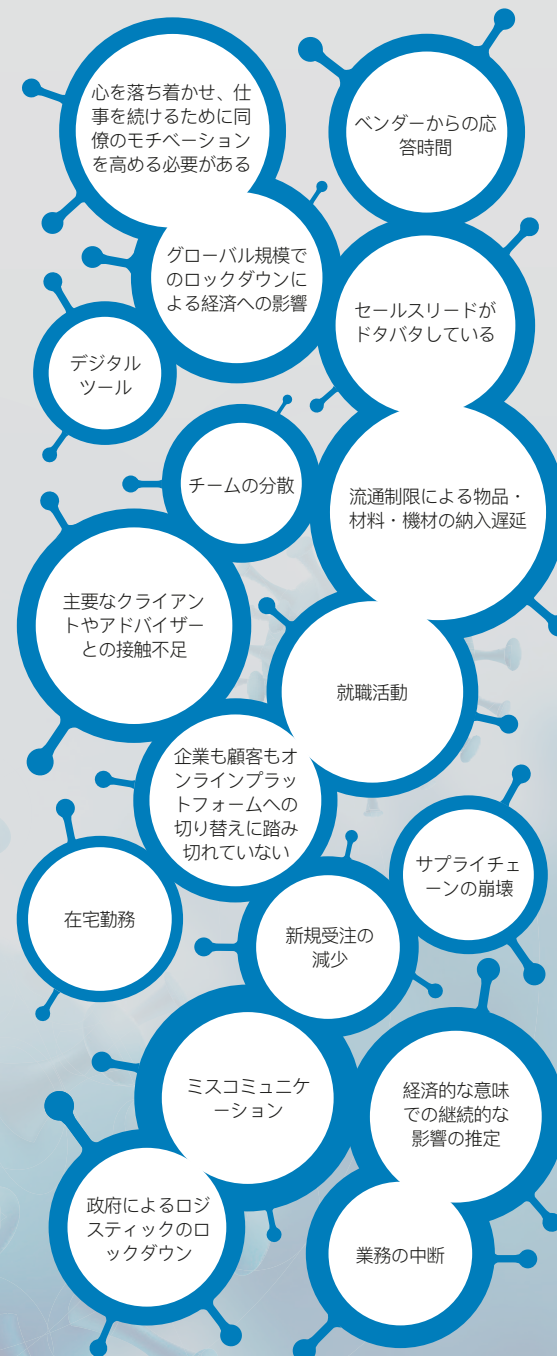 心を落ち着かせ、仕
事を続けるために同
僚のモチベーション
を高める必要がある
ベンダーからの応
答時間
グローバル規模で
のロックダウンに
よる経済への影響
セールスリードが
ドタバタしている
デジタル
ツール
チームの分散
流通制限による物品・
材料・機材の納入遅延
主要なクライアン
トやアドバイザー
との接触不足
就職活動
企業も顧客もオ
ンラインプラッ
トフォームへの
切り替えに踏み
切れていない
サプライチェ
ーンの崩壊
在宅勤務
新規受注の
減少
ミスコミュニケ
ーション
経済的な意味
での継続的な
影響の推定
政府によるロジ
スティックのロ
ックダウン
業務の中断